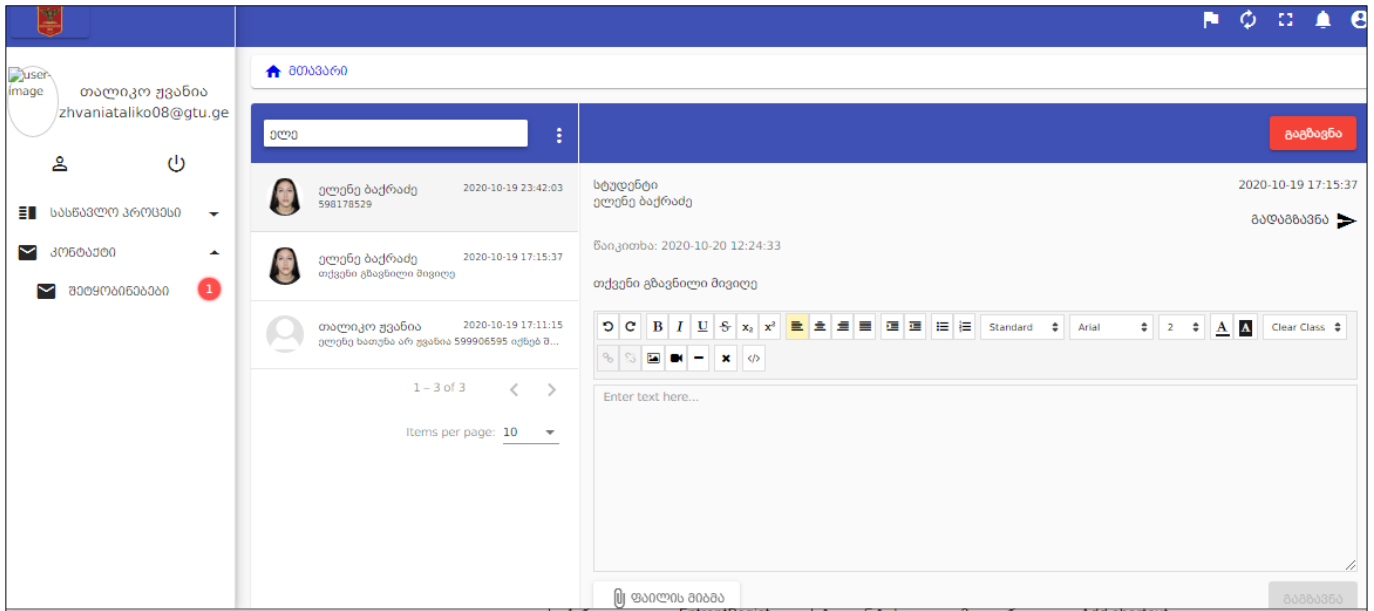 user-
image
თალიკო ჟვანია
zhvaniataliko08@gtu.ge
სასწავლო პროცესი
კონტაქტი
შეტყობინებები
1
მთავარი
ელე
ელენე ბაქრაძე 2020-10-19 23:42:03
598178529
ელენე ბაქრაძე 2020-10-19 17:15:37
თქვენი გზავნილი მივიღე
თალიკო ჟვანია 2020-10-19 17:11:15
ელენე ხათუნა არ ჟვანია 599906595 იქნებ მ...
1 – 3 of 3
Items per page: 10
გაგზავნა
სტუდენტი 2020-10-19 17:15:37
ელენე ბაქრაძე
გადაგზავნა
წაიკითხა: 2020-10-20 12:24:33
თქვენი გზავნილი მივიღე
B I U S x₂ x² Standard Arial 2 A A Clear Class
Enter text here...
ფაილის მიბმა
გაგზავნა